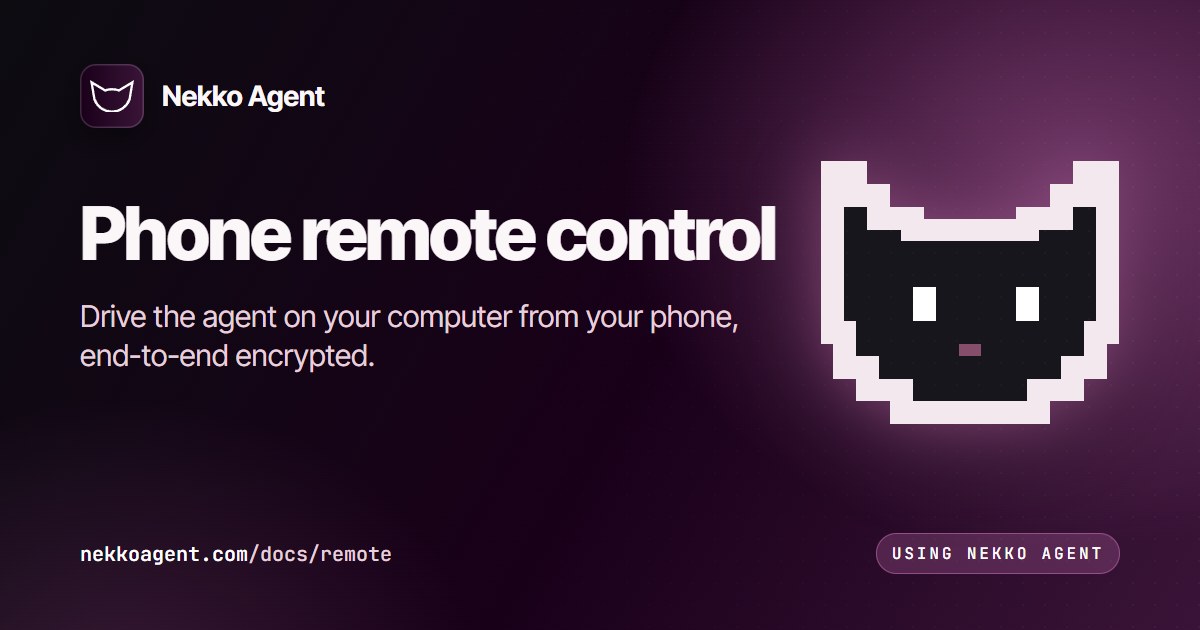 Nekko Agent
Phone remote control
Drive the agent on your computer from your phone,
end-to-end encrypted.
nekkoagent.com/docs/remote
USING NEKKO AGENT